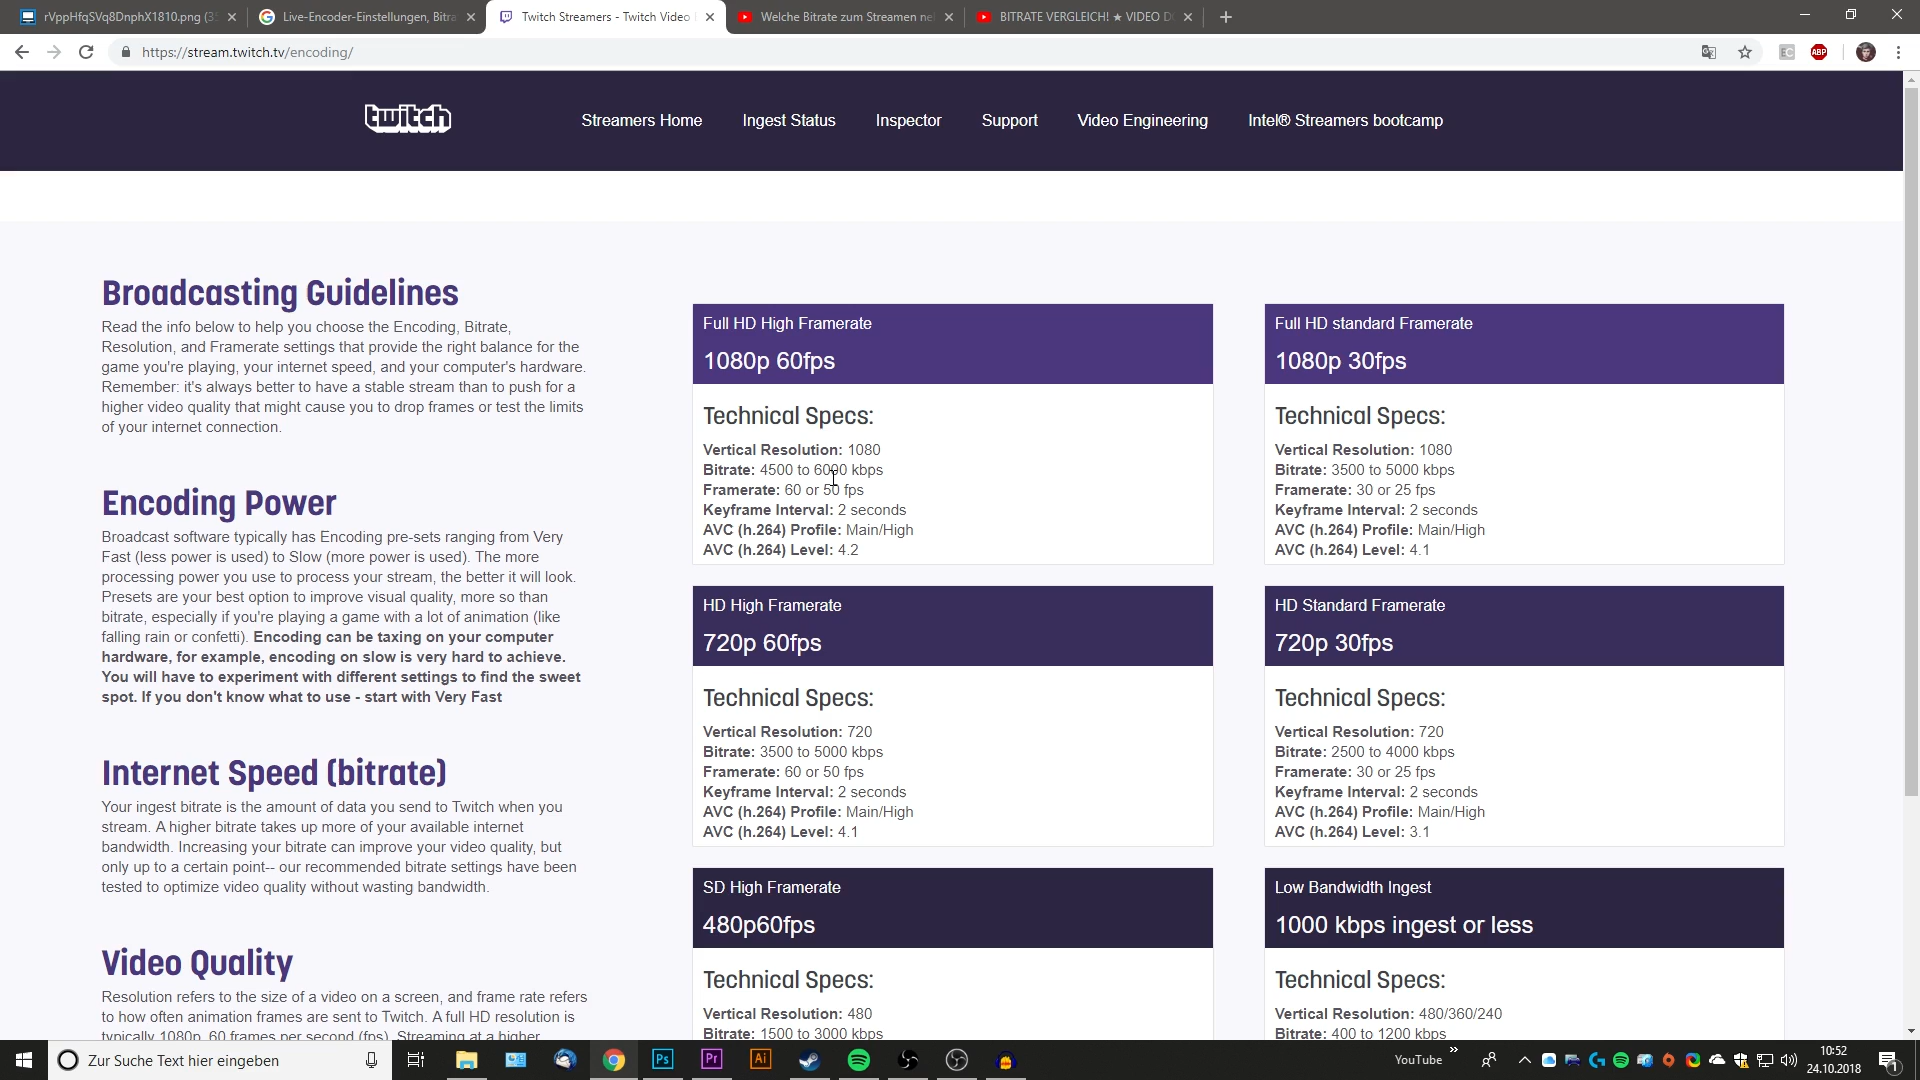 rVppHfqSVq8DnphX1810.png (3
Live-Encoder-Einstellungen, Bitra
Twitch Streamers - Twitch Video
Welche Bitrate zum Streamen ne
BITRATE VERGLEICH! ★ VIDEO D
https://stream.twitch.tv/encoding/
EC
ABP
twitch
Streamers Home
Ingest Status
Inspector
Support
Video Engineering
Intel® Streamers bootcamp
Broadcasting Guidelines
Read the info below to help you choose the Encoding, Bitrate,
Resolution, and Framerate settings that provide the right balance for the
game you're playing, your internet speed, and your computer's hardware.
Remember: it's always better to have a stable stream than to push for a
higher video quality that might cause you to drop frames or test the limits
of your internet connection.
Encoding Power
Broadcast software typically has Encoding pre-sets ranging from Very
Fast (less power is used) to Slow (more power is used). The more
processing power you use to process your stream, the better it will look.
Presets are your best option to improve visual quality, more so than
bitrate, especially if you're playing a game with a lot of animation (like
falling rain or confetti). Encoding can be taxing on your computer
hardware, for example, encoding on slow is very hard to achieve.
You will have to experiment with different settings to find the sweet
spot. If you don't know what to use - start with Very Fast
Internet Speed (bitrate)
Your ingest bitrate is the amount of data you send to Twitch when you
stream. A higher bitrate takes up more of your available internet
bandwidth. Increasing your bitrate can improve your video quality, but
only up to a certain point-- our recommended bitrate settings have been
tested to optimize video quality without wasting bandwidth.
Video Quality
Resolution refers to the size of a video on a screen, and frame rate refers
to how often animation frames are sent to Twitch. A full HD resolution is
typically 1080p, 60 frames per second (fps). Streaming at a higher
Full HD High Framerate
1080p 60fps
Technical Specs:
Vertical Resolution: 1080
Bitrate: 4500 to 6000 kbps
Framerate: 60 or 50 fps
Keyframe Interval: 2 seconds
AVC (h.264) Profile: Main/High
AVC (h.264) Level: 4.2
Full HD standard Framerate
1080p 30fps
Technical Specs:
Vertical Resolution: 1080
Bitrate: 3500 to 5000 kbps
Framerate: 30 or 25 fps
Keyframe Interval: 2 seconds
AVC (h.264) Profile: Main/High
AVC (h.264) Level: 4.1
HD High Framerate
720p 60fps
Technical Specs:
Vertical Resolution: 720
Bitrate: 3500 to 5000 kbps
Framerate: 60 or 50 fps
Keyframe Interval: 2 seconds
AVC (h.264) Profile: Main/High
AVC (h.264) Level: 4.1
HD Standard Framerate
720p 30fps
Technical Specs:
Vertical Resolution: 720
Bitrate: 2500 to 4000 kbps
Framerate: 30 or 25 fps
Keyframe Interval: 2 seconds
AVC (h.264) Profile: Main/High
AVC (h.264) Level: 3.1
SD High Framerate
480p60fps
Technical Specs:
Vertical Resolution: 480
Bitrate: 1500 to 3000 kbps
Low Bandwidth Ingest
1000 kbps ingest or less
Technical Specs:
Vertical Resolution: 480/360/240
Bitrate: 400 to 1200 kbps
Zur Suche Text hier eingeben
Ps
Pr
Ai
YouTube
10:52
24.10.2018
1